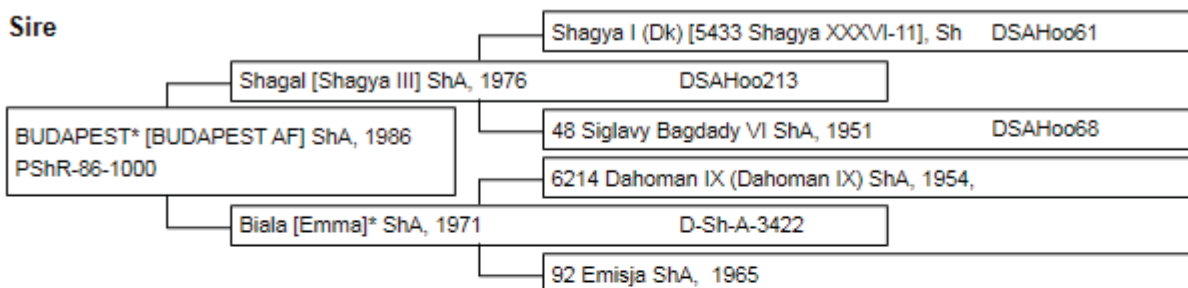 Sire
Shagya I (Dk) [5433 Shagya XXXVI-11], Sh DSAHoo61
Shagal [Shagya III] ShA, 1976 DSAHoo213
BUDAPEST* [BUDAPEST AF] ShA, 1986
PShR-86-1000
48 Siglavy Bagdady VI ShA, 1951 DSAHoo68
6214 Dahoman IX (Dahoman IX) ShA, 1954,
Biala [Emma]* ShA, 1971 D-Sh-A-3422
92 Emisja ShA, 1965